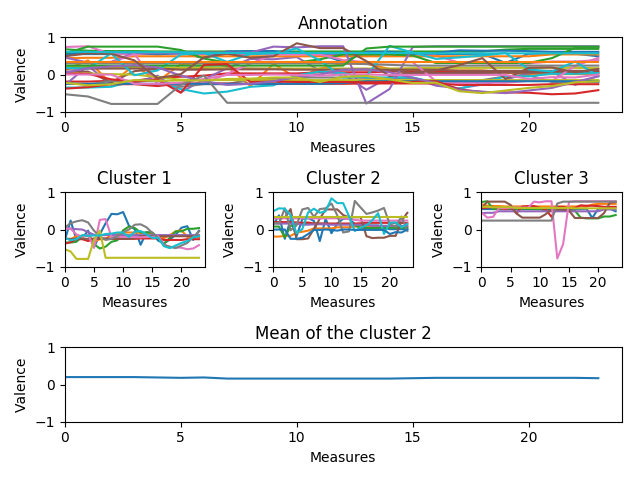 Annotation
Valence
1
0
−1
0 5 10 15 20
Measures
Cluster 1 Cluster 2 Cluster 3
Valence Valence Valence
1 1 1
0 0 0
−1 −1 −1
0 5 10 15 20 0 5 10 15 20 0 5 10 15 20
Measures Measures Measures
Mean of the cluster 2
Valence
1
0
−1
0 5 10 15 20
Measures